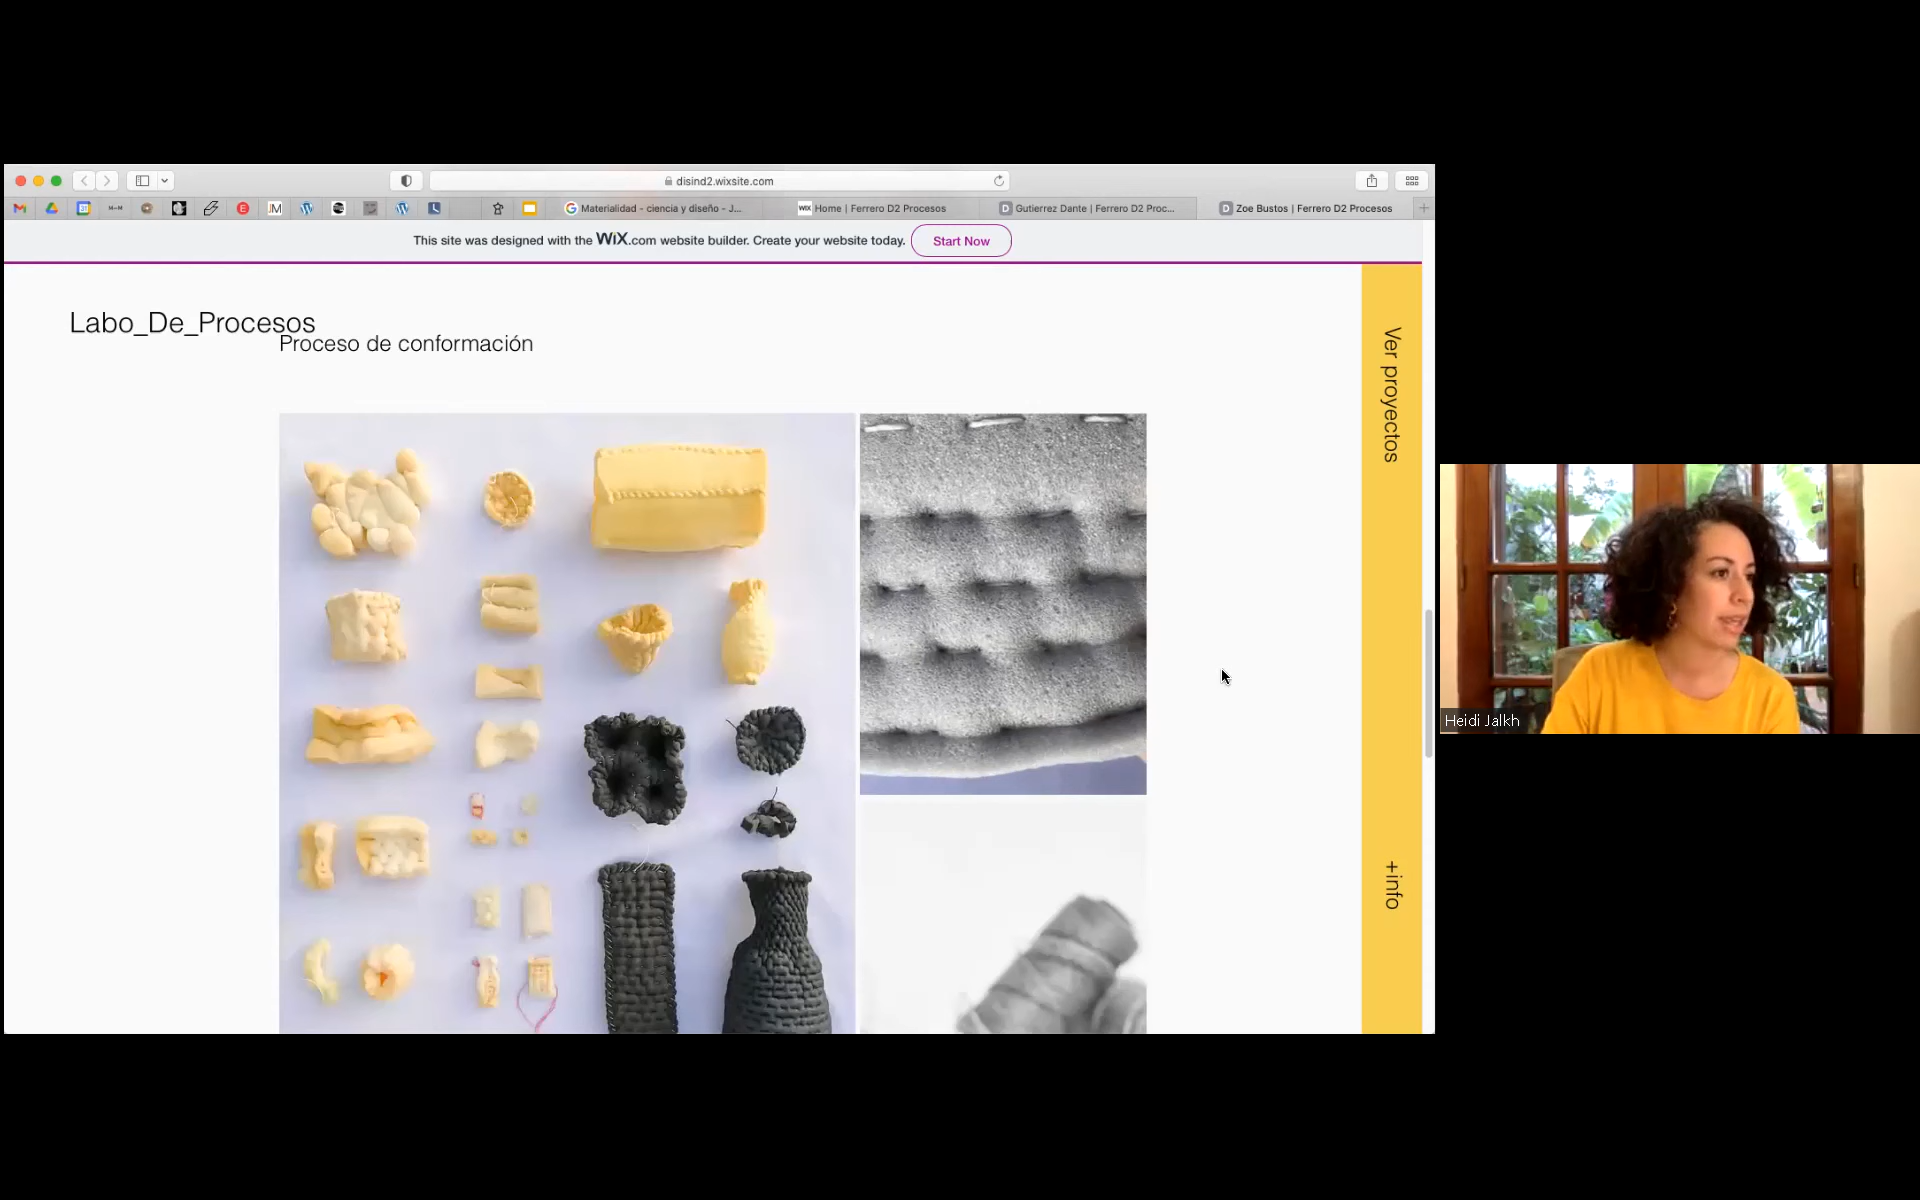 disind2.wixsite.com
Materialidad - ciencia y diseño - J...
WIX Home | Ferrero D2 Procesos
D Gutierrez Dante | Ferrero D2 Proc...
D Zoe Bustos | Ferrero D2 Procesos
This site was designed with the WiX.com website builder. Create your website today.
Start Now
Labo_De_Procesos
Proceso de conformación
Ver proyectos
+info
Heidi Jalkh